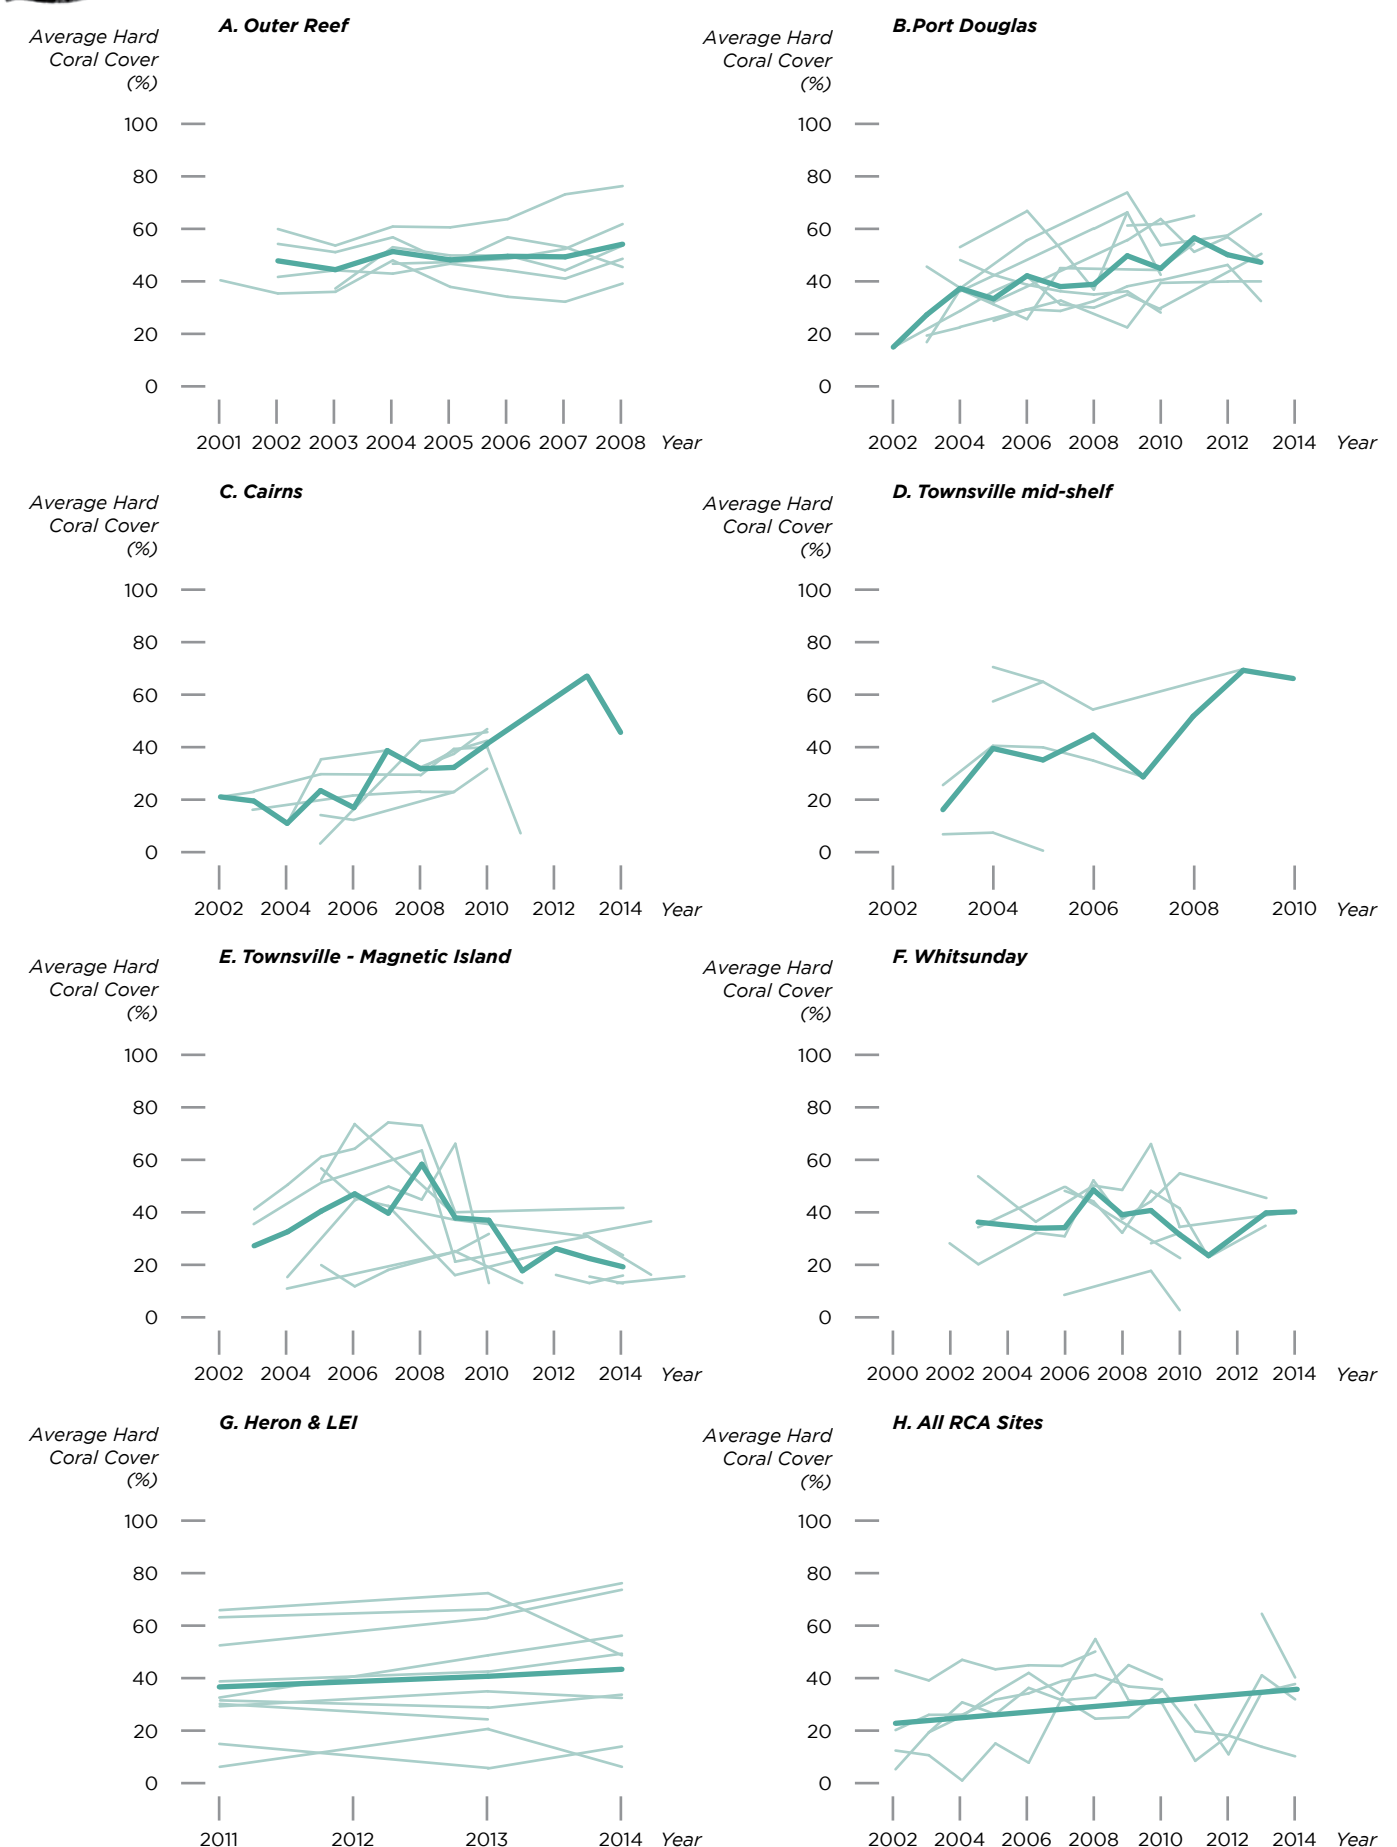 A. Outer Reef
Average Hard
Coral Cover
(%)
100
80
60
40
20
0
2001 2002 2003 2004 2005 2006 2007 2008 Year
B.Port Douglas
Average Hard
Coral Cover
(%)
100
80
60
40
20
0
2002 2004 2006 2008 2010 2012 2014 Year
C. Cairns
Average Hard
Coral Cover
(%)
100
80
60
40
20
0
2002 2004 2006 2008 2010 2012 2014 Year
D. Townsville mid-shelf
Average Hard
Coral Cover
(%)
100
80
60
40
20
0
2002 2004 2006 2008 2010 Year
E. Townsville - Magnetic Island
Average Hard
Coral Cover
(%)
100
80
60
40
20
0
2002 2004 2006 2008 2010 2012 2014 Year
F. Whitsunday
Average Hard
Coral Cover
(%)
100
80
60
40
20
0
2000 2002 2004 2006 2008 2010 2012 2014 Year
G. Heron & LEI
Average Hard
Coral Cover
(%)
100
80
60
40
20
0
2011 2012 2013 2014 Year
H. All RCA Sites
Average Hard
Coral Cover
(%)
100
80
60
40
20
0
2002 2004 2006 2008 2010 2012 2014 Year